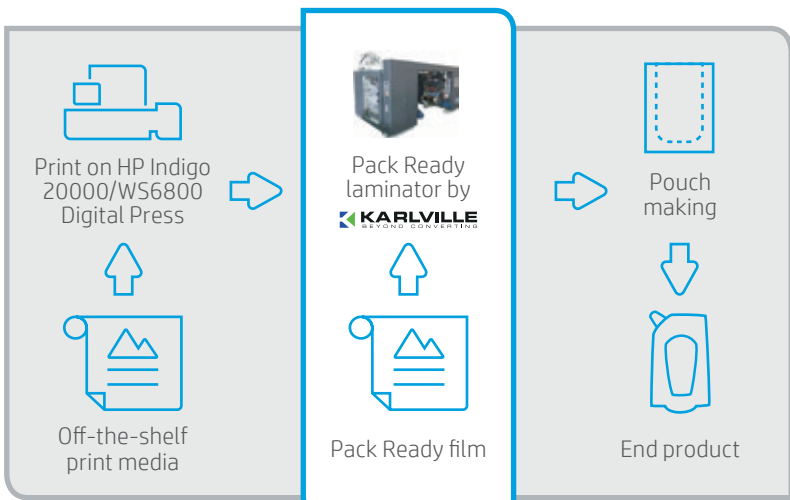 Print on HP Indigo
20000/WS6800
Digital Press
Off-the-shelf
print media
Pack Ready
laminator by
KARLVILLE
BEYOND CONVERTING
Pack Ready film
Pouch
making
End product